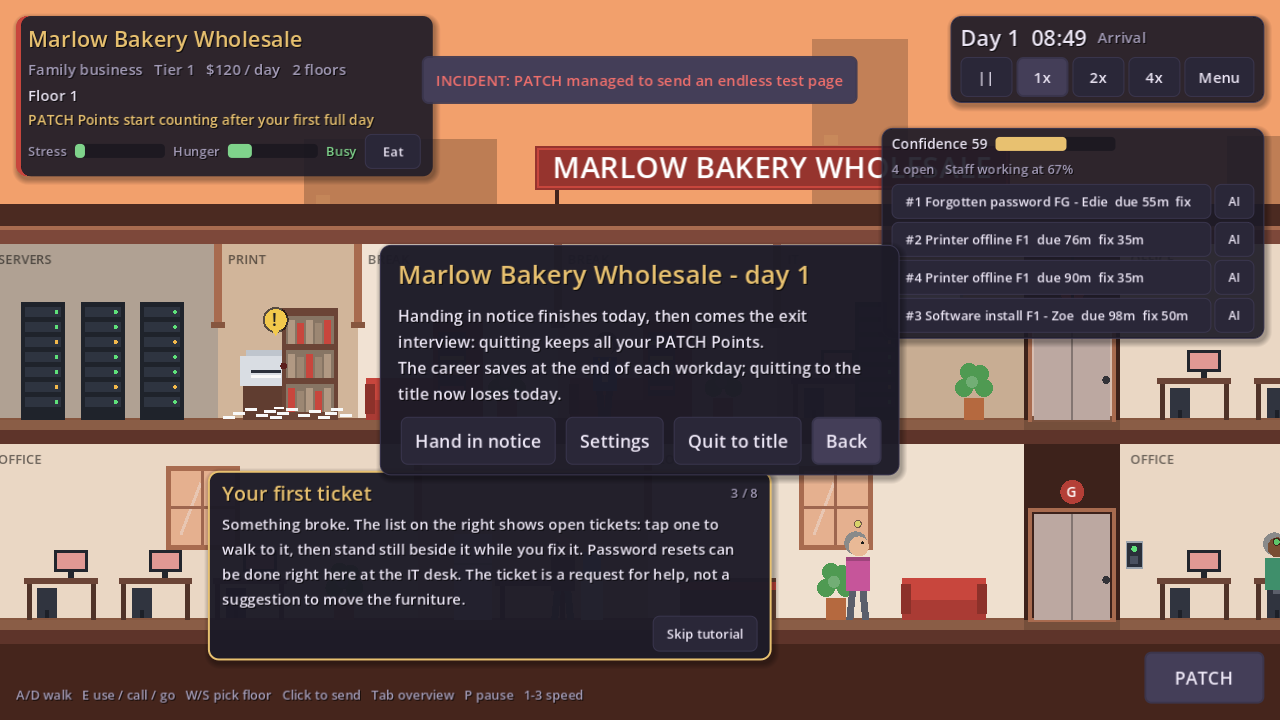 Marlow Bakery Wholesale
Family business Tier 1 $120 / day 2 floors
Floor 1
PATCH Points start counting after your first full day
Stress Hunger Busy Eat
INCIDENT: PATCH managed to send an endless test page
Day 1 08:49 Arrival
|| 1x 2x 4x Menu
MARLOW BAKERY WHOLESALE
Confidence 59
4 open Staff working at 67%
#1 Forgotten password FG - Edie due 55m fix AI
#2 Printer offline F1 due 76m fix 35m AI
#4 Printer offline F1 due 90m fix 35m AI
#3 Software install F1 - Zoe due 98m fix 50m AI
SERVERS PRINT
!
Marlow Bakery Wholesale - day 1
Handing in notice finishes today, then comes the exit
interview: quitting keeps all your PATCH Points.
The career saves at the end of each workday; quitting to the
title now loses today.
Hand in notice Settings Quit to title Back
OFFICE OFFICE
G
Your first ticket 3 / 8
Something broke. The list on the right shows open tickets: tap one to
walk to it, then stand still beside it while you fix it. Password resets can
be done right here at the IT desk. The ticket is a request for help, not a
suggestion to move the furniture.
Skip tutorial
PATCH
A/D walk E use / call / go W/S pick floor Click to send Tab overview P pause 1-3 speed